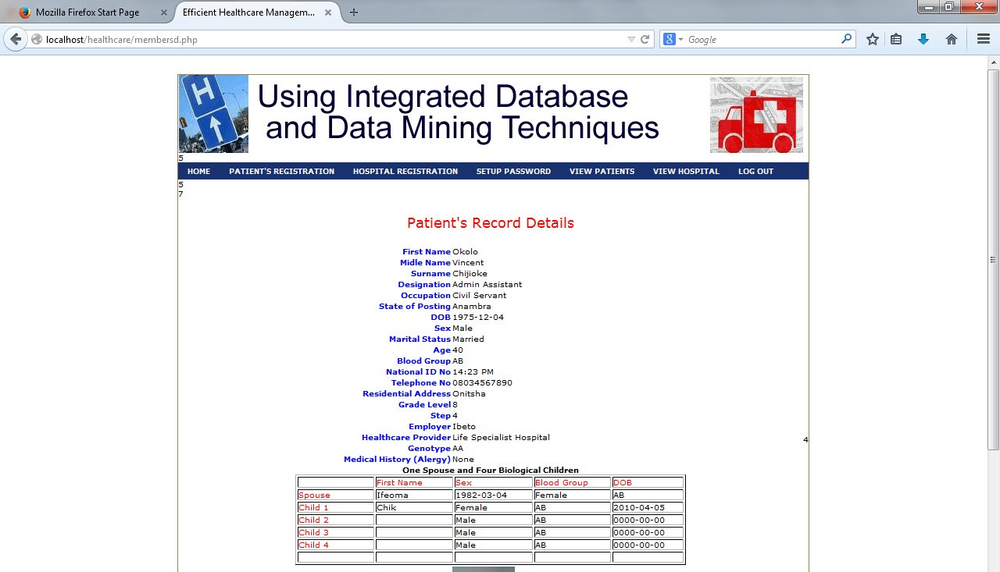 Mozilla Firefox Start Page
Efficient Healthcare Managem...
localhost/healthcare/membersd.php
Google
H
Using Integrated Database
and Data Mining Techniques
5
HOME PATIENT'S REGISTRATION HOSPITAL REGISTRATION SETUP PASSWORD VIEW PATIENTS VIEW HOSPITAL LOG OUT
5
7
Patient's Record Details
First Name Okolo
Midle Name Vincent
Surname Chijioke
Designation Admin Assistant
Occupation Civil Servant
State of Posting Anambra
DOB 1975-12-04
Sex Male
Marital Status Married
Age 40
Blood Group AB
National ID No 14:23 PM
Telephone No 08034567890
Residential Address Onitsha
Grade Level 8
Step 4
Employer Ibeto
Healthcare Provider Life Specialist Hospital 4
Genotype AA
Medical History (Alergy) None
One Spouse and Four Biological Children
First Name Sex Blood Group DOB
Spouse Ifeoma 1982-03-04 Female AB
Child 1 Chik Female AB 2010-04-05
Child 2 Male AB 0000-00-00
Child 3 Male AB 0000-00-00
Child 4 Male AB 0000-00-00